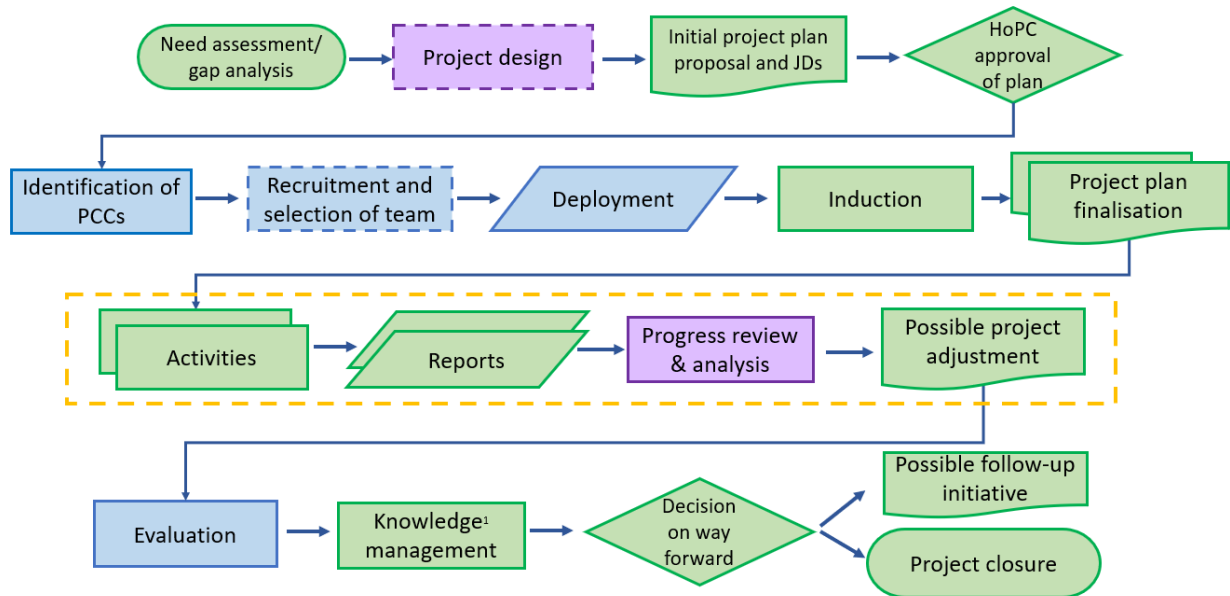 Need assessment/
gap analysis
Project design
Initial project plan
proposal and JDs
HoPC
approval
of plan
Identification of
PCCs
Recruitment and
selection of team
Deployment
Induction
Project plan
finalisation
Activities
Reports
Progress review
& analysis
Possible project
adjustment
Evaluation
Knowledge¹
management
Decision
on way
forward
Possible follow-up
initiative
Project closure